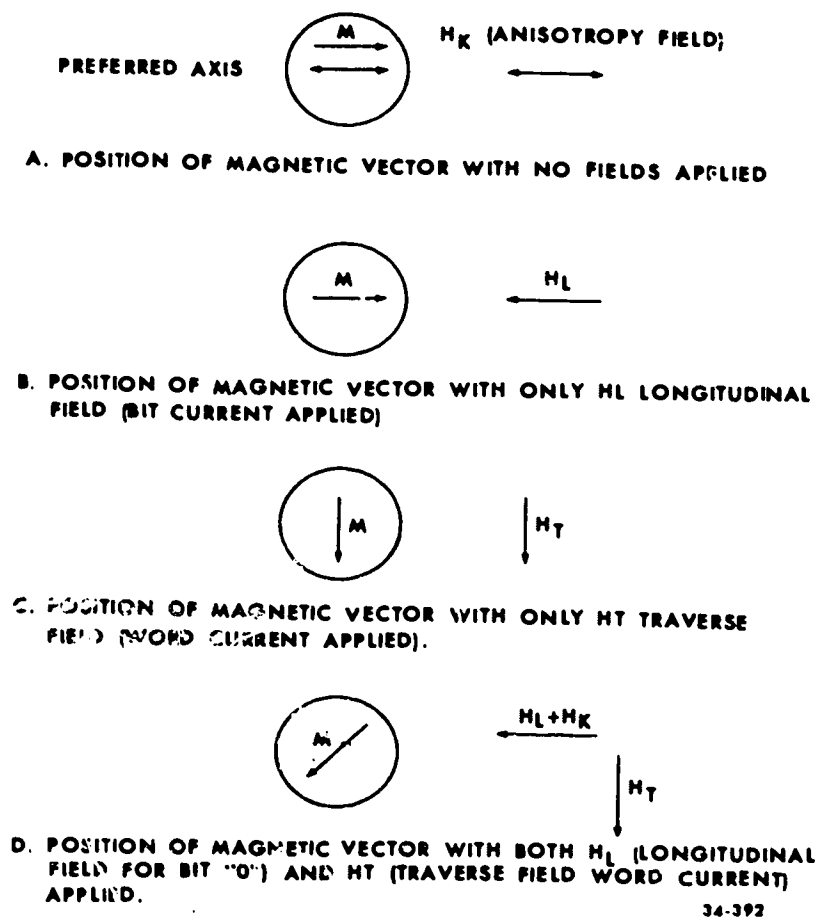 M
H_K (ANISOTROPY FIELD)
PREFERRED AXIS
A. POSITION OF MAGNETIC VECTOR WITH NO FIELDS APPLIED
M
H_L
B. POSITION OF MAGNETIC VECTOR WITH ONLY HL LONGITUDINAL
FIELD (BIT CURRENT APPLIED)
M
H_T
C. POSITION OF MAGNETIC VECTOR WITH ONLY HT TRAVERSE
FIELD (WORD CURRENT APPLIED).
M
H_L+H_K
H_T
D. POSITION OF MAGNETIC VECTOR WITH BOTH H_L (LONGITUDINAL
FIELD FOR BIT "0") AND HT (TRAVERSE FIELD WORD CURRENT)
APPLIED.
34-392